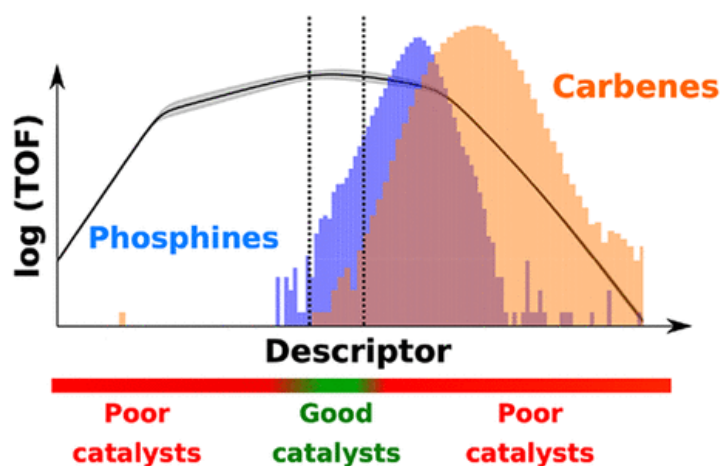 Carbenes
log (TOF)
Phosphines
Descriptor
Poor
catalysts
Good
catalysts
Poor
catalysts